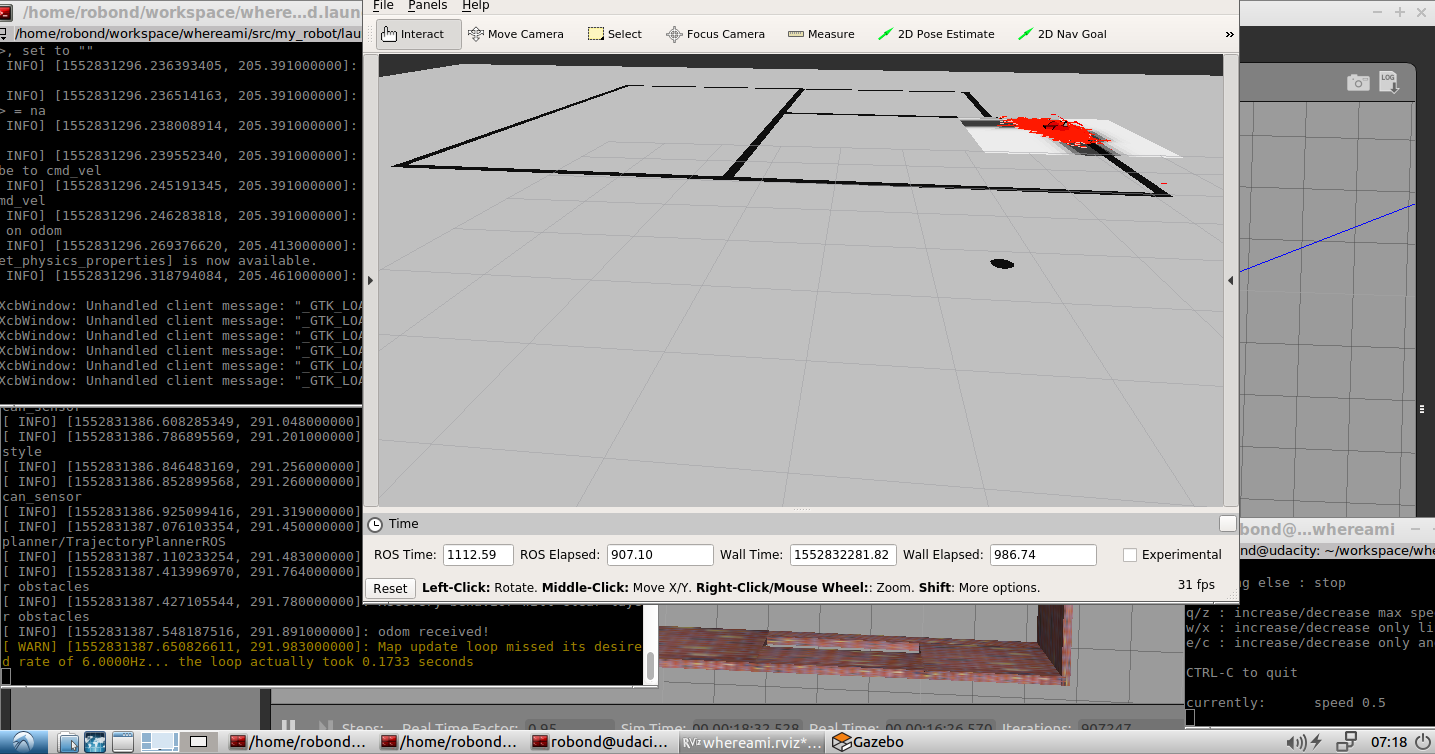 /home/robond/workspace/where…d.laun
/home/robond/workspace/whereami/src/my_robot/lau
>, set to ""
INFO] [1552831296.236393405, 205.391000000]:
INFO] [1552831296.236514163, 205.391000000]:
> = na
INFO] [1552831296.238008914, 205.391000000]:
INFO] [1552831296.239552340, 205.391000000]:
be to cmd_vel
INFO] [1552831296.245191345, 205.391000000]:
md_vel
INFO] [1552831296.246283818, 205.391000000]:
on odom
INFO] [1552831296.269376620, 205.413000000]:
et_physics_properties] is now available.
INFO] [1552831296.318794084, 205.461000000]:
XcbWindow: Unhandled client message: "_GTK_LOA
XcbWindow: Unhandled client message: "_GTK_LOA
XcbWindow: Unhandled client message: "_GTK_LOA
XcbWindow: Unhandled client message: "_GTK_LOA
XcbWindow: Unhandled client message: "_GTK_LOA
XcbWindow: Unhandled client message: "_GTK_LOA
can_sensor
[ INFO] [1552831386.608285349, 291.048000000]
[ INFO] [1552831386.786895569, 291.201000000]
style
[ INFO] [1552831386.846483169, 291.256000000]
[ INFO] [1552831386.852899568, 291.260000000]
can_sensor
[ INFO] [1552831386.925099416, 291.319000000]
[ INFO] [1552831387.076103354, 291.450000000]
planner/TrajectoryPlannerROS
[ INFO] [1552831387.110233254, 291.483000000]
[ INFO] [1552831387.413996970, 291.764000000]
r obstacles
[ INFO] [1552831387.427105544, 291.780000000]
r obstacles
[ INFO] [1552831387.548187516, 291.891000000]: odom received!
[ WARN] [1552831387.650826611, 291.983000000]: Map update loop missed its desire
d rate of 6.0000Hz... the loop actually took 0.1733 seconds
File Panels Help
Interact Move Camera Select Focus Camera Measure 2D Pose Estimate 2D Nav Goal »
Time
ROS Time: 1112.59 ROS Elapsed: 907.10 Wall Time: 1552832281.82 Wall Elapsed: 986.74 Experimental
Reset Left-Click: Rotate. Middle-Click: Move X/Y. Right-Click/Mouse Wheel:: Zoom. Shift: More options. 31 fps
LOG
obond@...whereami
nd@udacity: ~/workspace/whe
ng else : stop
q/z : increase/decrease max spe
w/x : increase/decrease only li
e/c : increase/decrease only an
CTRL-C to quit
currently: speed 0.5
Steps: Real Time Factor: 0.95 Sim Time: 00 00:18:32.528 Real Time: 00 00:16:26.570 Iterations: 907247
/home/robond... /home/robond... robond@udaci... RViz whereami.rviz*... Gazebo 07:18